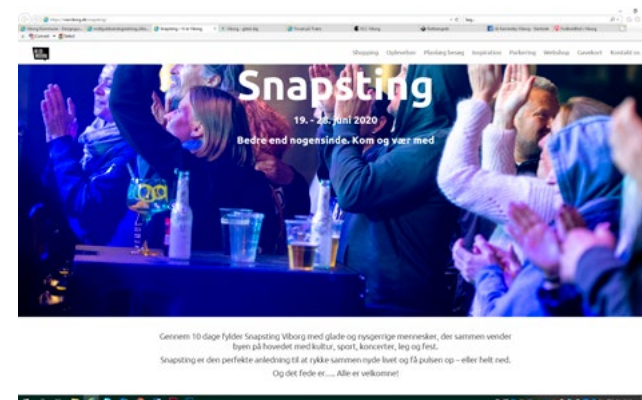 Shopping Oplevelser Planlæg besøg Inspiration Parkering Webshop Gavekort Kontakt os
Snapsting
19. - 28. juni 2020
Bedre end nogensinde. Kom og vær med
Gennem 10 dage fylder Snapsting Viborg med glade og nysgerrige mennesker, der sammen vender
byen på hovedet med kultur, sport, koncerter, leg og fest.
Snapsting er den perfekte anledning til at rykke sammen nyde livet og få pulsen op – eller helt ned.
Og det fede er..... Alle er velkomne!